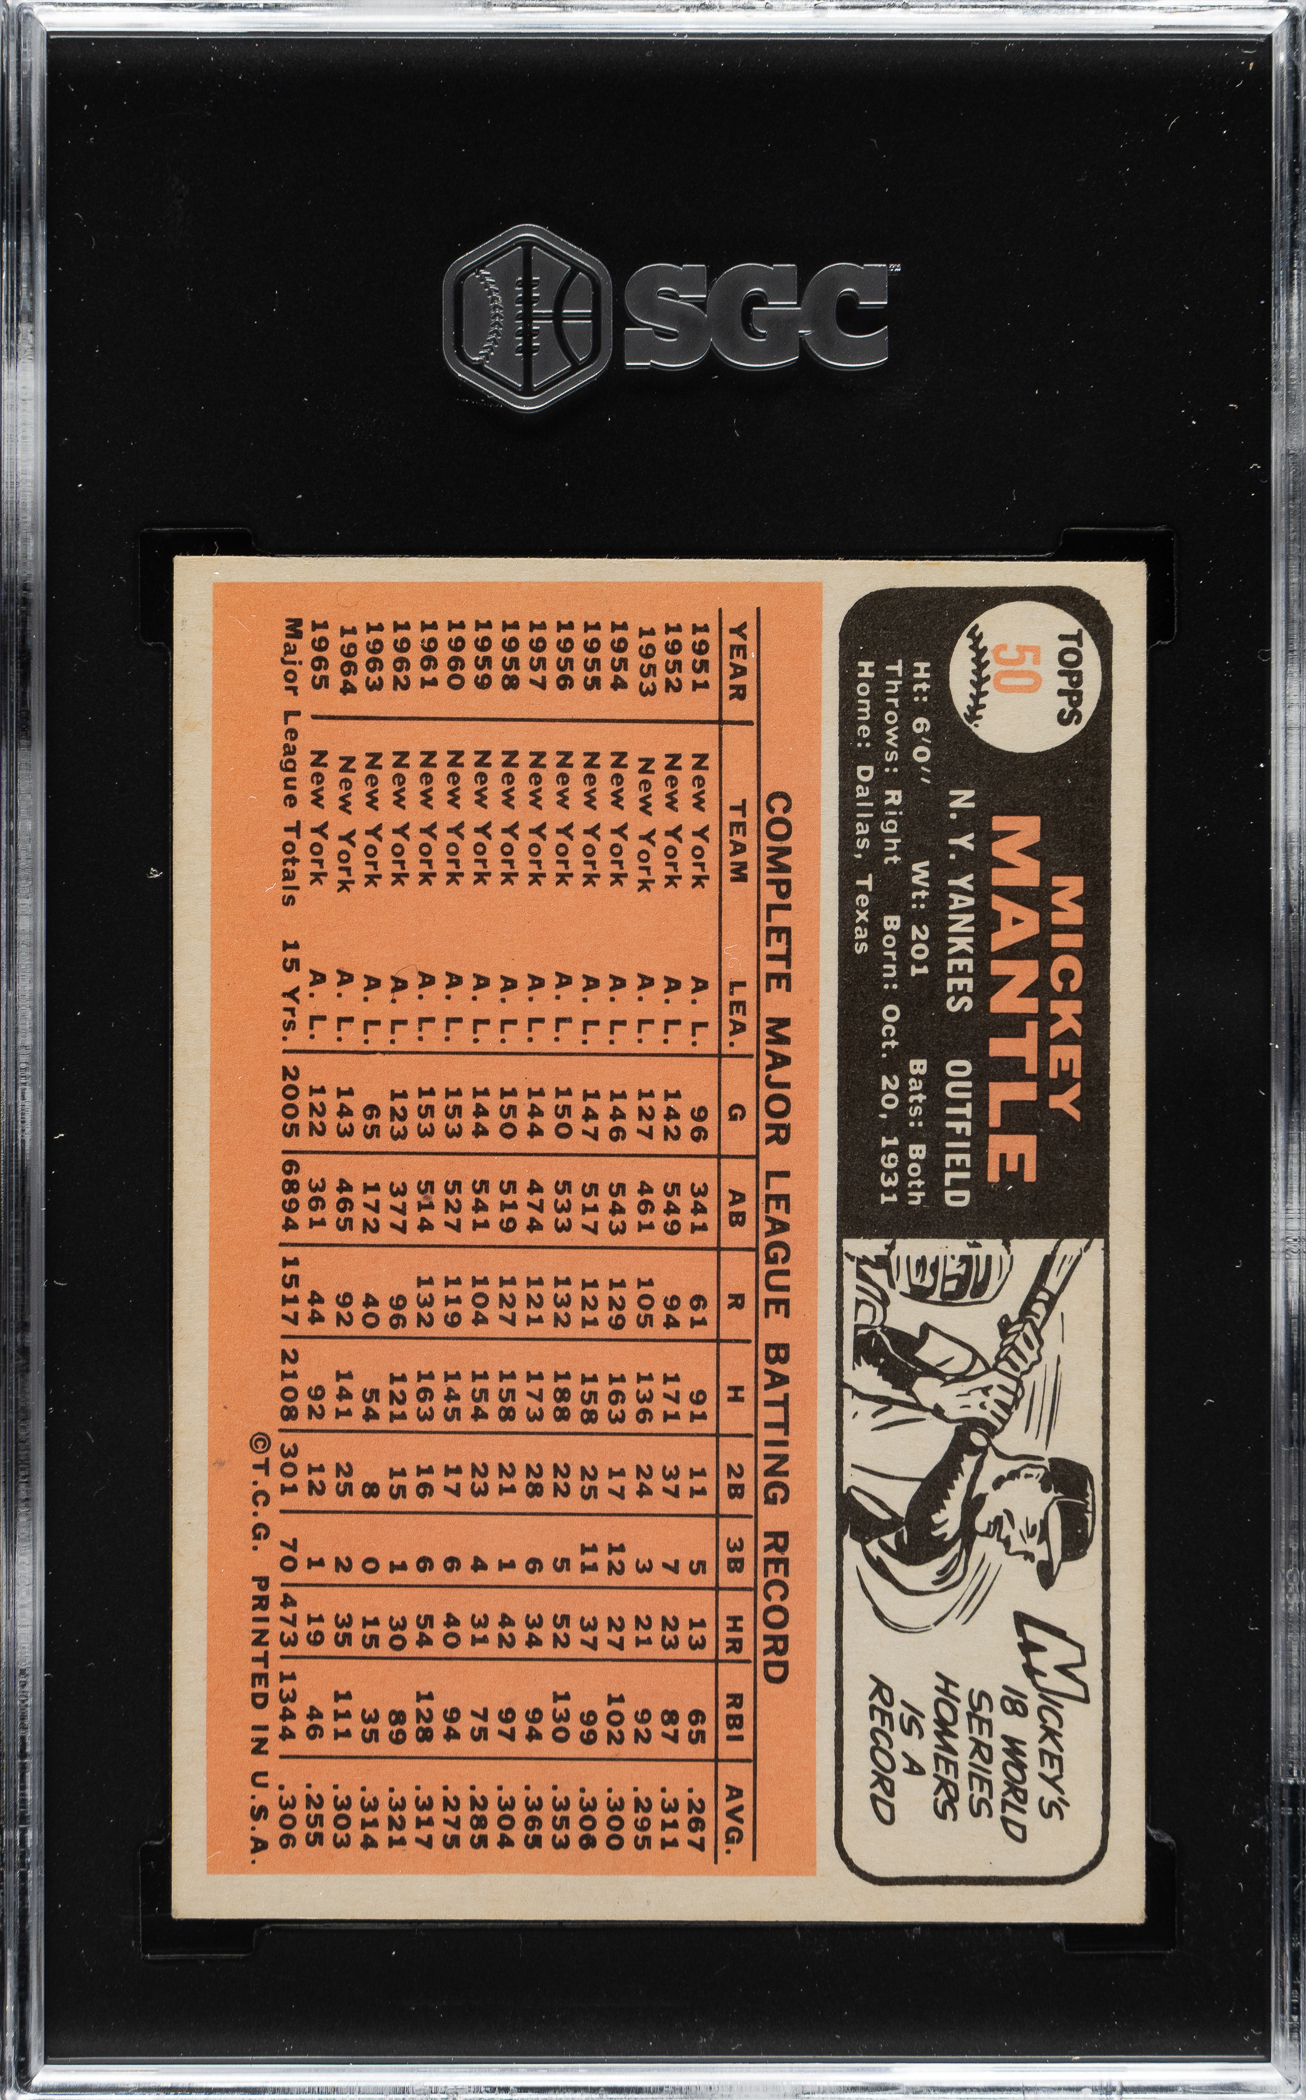 SGC™
TOPPS
50
MICKEY
MANTLE
N. Y. YANKEES OUTFIELD
Ht: 6'0" Wt: 201 Bats: Both
Throws: Right Born: Oct. 20, 1931
Home: Dallas, Texas
MICKEY'S
18 WORLD
SERIES
HOMERS
IS A
RECORD
COMPLETE MAJOR LEAGUE BATTING RECORD
YEAR TEAM LEA. G AB R H 2B 3B HR RBI AVG.
1951 New York A. L. 96 341 61 91 11 5 13 65 .267
1952 New York A. L. 142 549 94 171 37 7 23 87 .311
1953 New York A. L. 127 461 105 136 24 3 21 92 .295
1954 New York A. L. 146 543 129 163 17 12 27 102 .300
1955 New York A. L. 147 517 121 158 25 11 37 99 .306
1956 New York A. L. 150 533 132 188 22 5 52 130 .353
1957 New York A. L. 144 474 121 173 28 6 34 94 .365
1958 New York A. L. 150 519 127 158 21 1 42 97 .304
1959 New York A. L. 144 541 104 154 23 4 31 75 .285
1960 New York A. L. 153 527 119 145 17 6 40 94 .275
1961 New York A. L. 153 514 132 163 16 6 54 128 .317
1962 New York A. L. 123 377 96 121 15 1 30 89 .321
1963 New York A. L. 65 172 40 54 8 0 15 35 .314
1964 New York A. L. 143 465 92 141 25 2 35 111 .303
1965 New York A. L. 122 361 44 92 12 1 19 46 .255
Major League Totals 15 Yrs. 2005 6894 1517 2108 301 70 473 1344 .306
©T.C.G. PRINTED IN U.S.A.